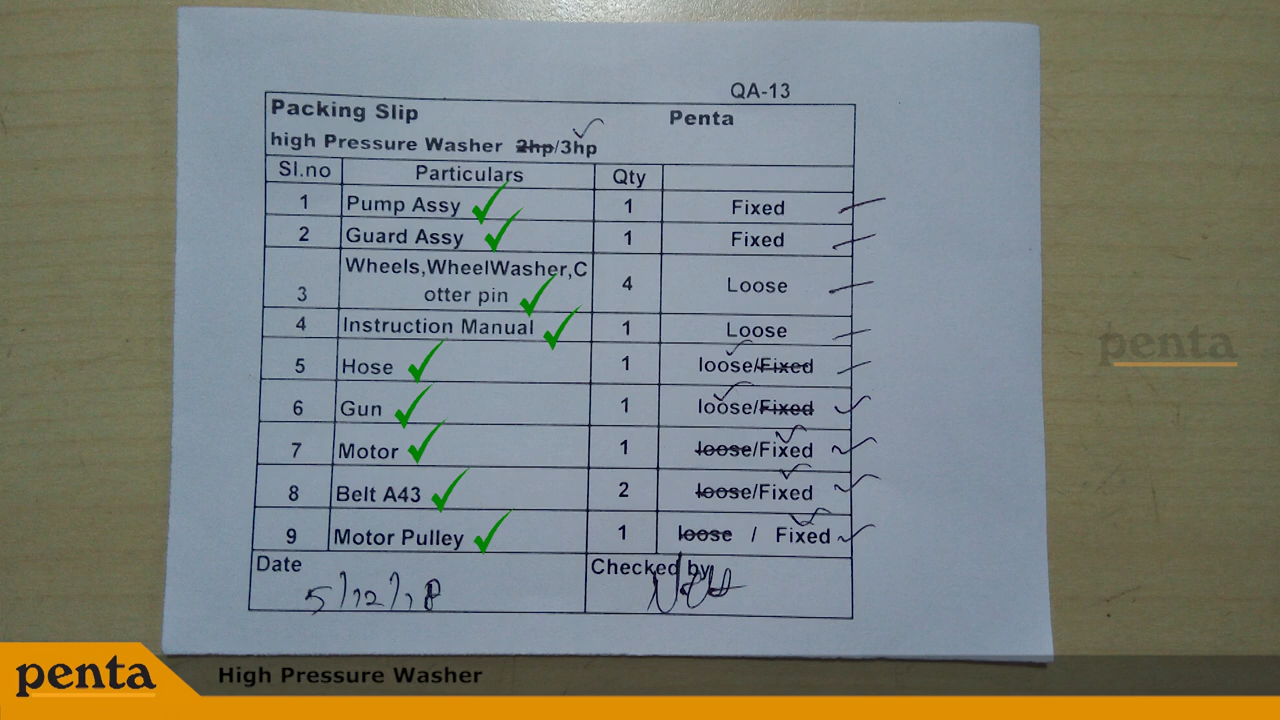 QA-13
Packing Slip Penta
high Pressure Washer 2hp/3hp
Sl.no Particulars Qty
1 Pump Assy 1 Fixed
2 Guard Assy 1 Fixed
Wheels,WheelWasher,C
3 otter pin 4 Loose
4 Instruction Manual 1 Loose
5 Hose 1 loose/Fixed
6 Gun 1 loose/Fixed
7 Motor 1 loose/Fixed
8 Belt A43 2 loose/Fixed
9 Motor Pulley 1 loose / Fixed
Date Checked by
5/12/18
penta
penta High Pressure Washer